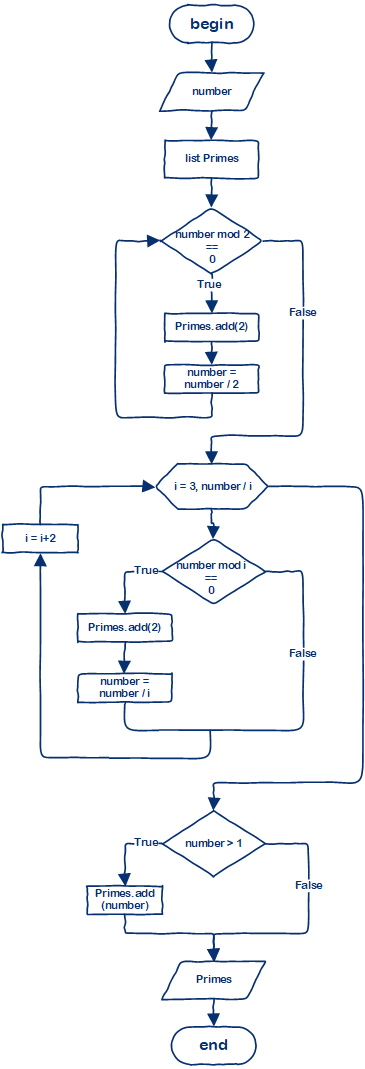 begin
number
list Primes
number mod 2
==
0
True
False
Primes.add(2)
number =
number / 2
i = 3, number / i
i = i+2
number mod i
==
0
True
Primes.add(2)
False
number =
number / i
number > 1
True
False
Primes.add
(number)
Primes
end